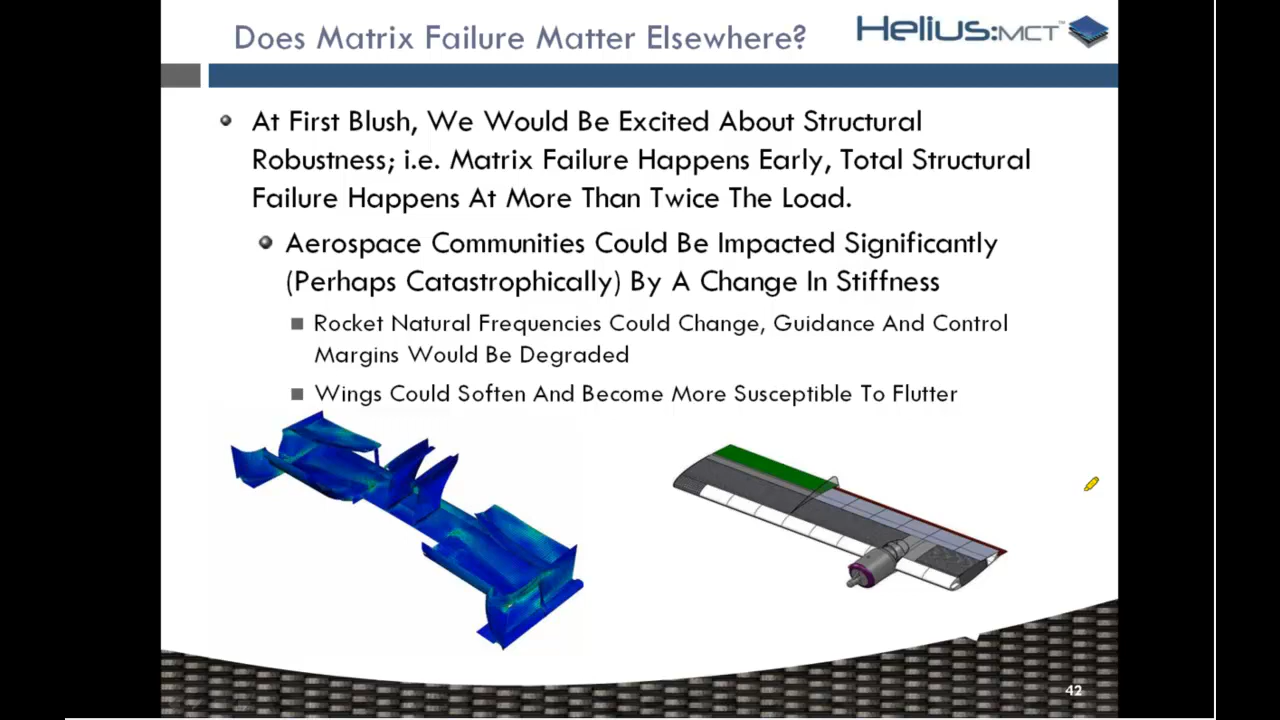 Does Matrix Failure Matter Elsewhere?
Helius:MCT™
At First Blush, We Would Be Excited About Structural
Robustness; i.e. Matrix Failure Happens Early, Total Structural
Failure Happens At More Than Twice The Load.
Aerospace Communities Could Be Impacted Significantly
(Perhaps Catastrophically) By A Change In Stiffness
Rocket Natural Frequencies Could Change, Guidance And Control
Margins Would Be Degraded
Wings Could Soften And Become More Susceptible To Flutter
42